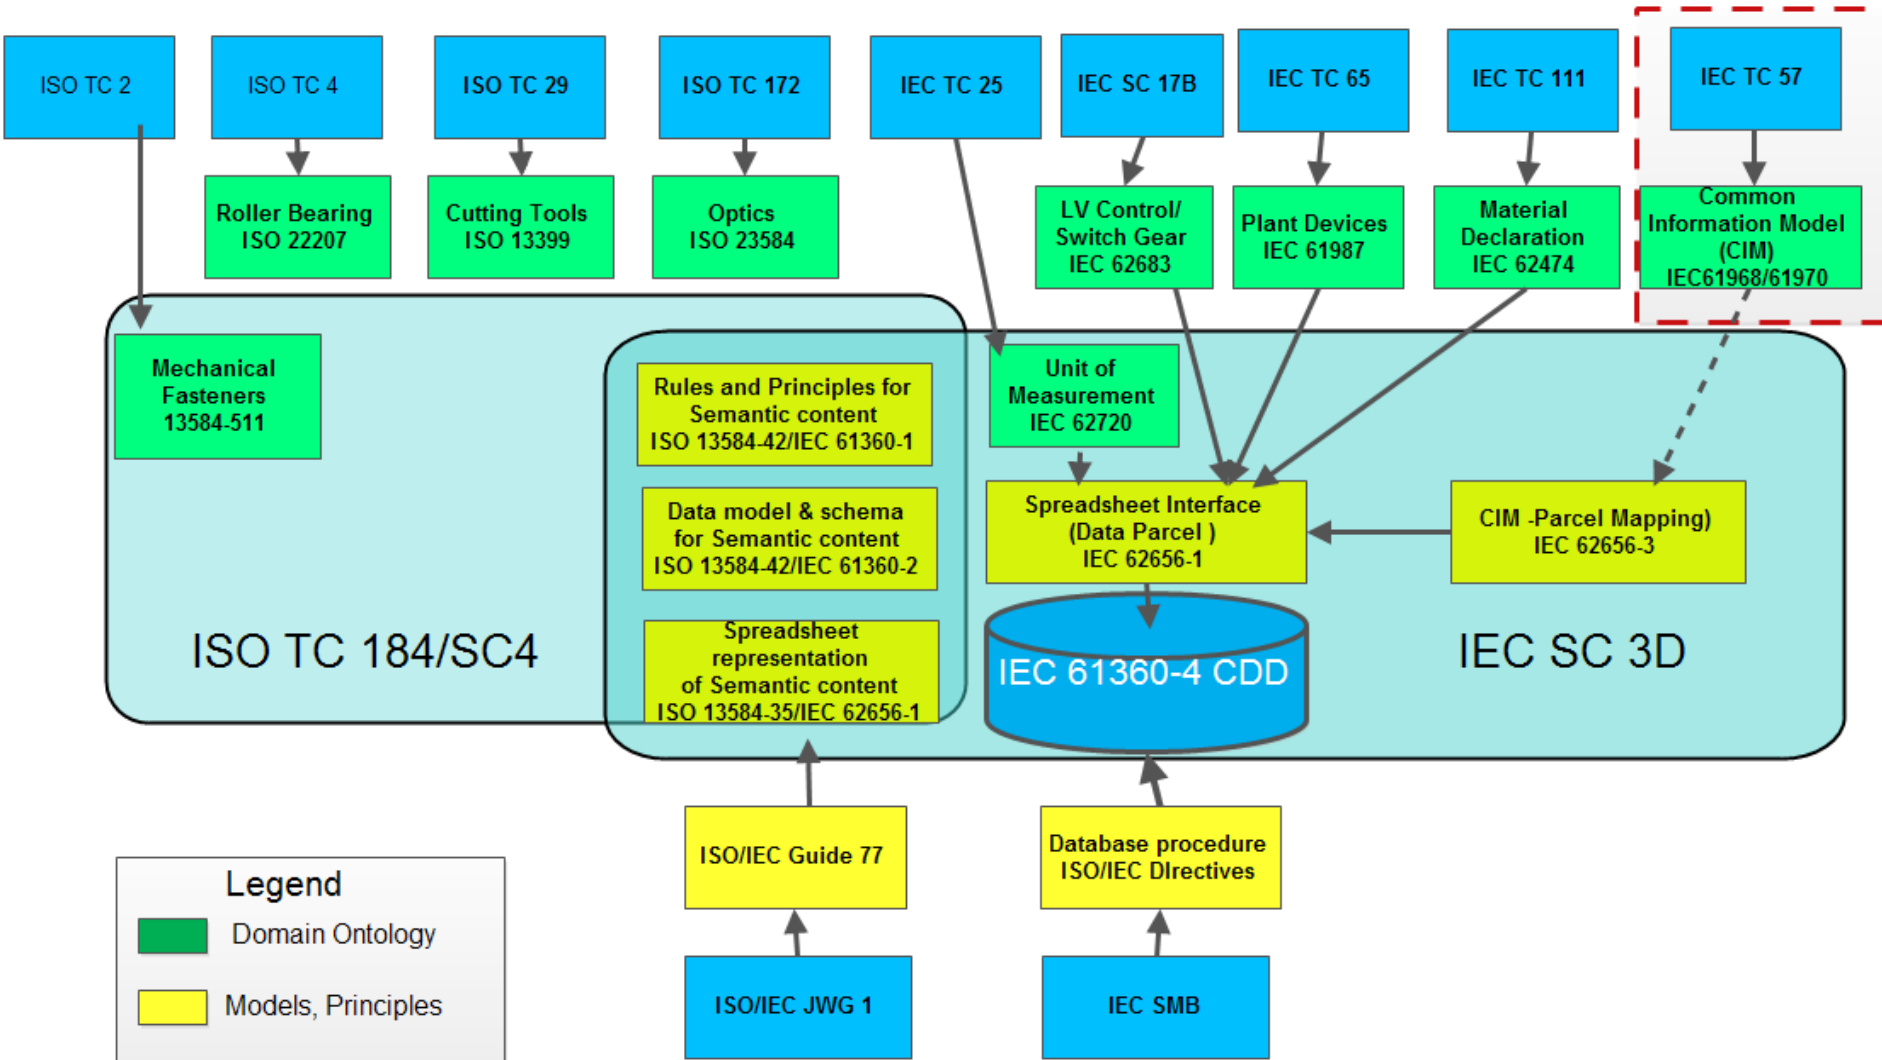 ISO TC 2
ISO TC 4
ISO TC 29
ISO TC 172
IEC TC 25
IEC SC 17B
IEC TC 65
IEC TC 111
IEC TC 57
Roller Bearing
ISO 22207
Cutting Tools
ISO 13399
Optics
ISO 23584
LV Control/
Switch Gear
IEC 62683
Plant Devices
IEC 61987
Material
Declaration
IEC 62474
Common
Information Model
(CIM)
IEC61968/61970
Mechanical
Fasteners
13584-511
Rules and Principles for
Semantic content
ISO 13584-42/IEC 61360-1
Unit of
Measurement
IEC 62720
Data model & schema
for Semantic content
ISO 13584-42/IEC 61360-2
Spreadsheet Interface
(Data Parcel )
IEC 62656-1
CIM -Parcel Mapping)
IEC 62656-3
ISO TC 184/SC4
Spreadsheet
representation
of Semantic content
ISO 13584-35/IEC 62656-1
IEC 61360-4 CDD
IEC SC 3D
ISO/IEC Guide 77
Database procedure
ISO/IEC DIrectives
Legend
Domain Ontology
Models, Principles
ISO/IEC JWG 1
IEC SMB